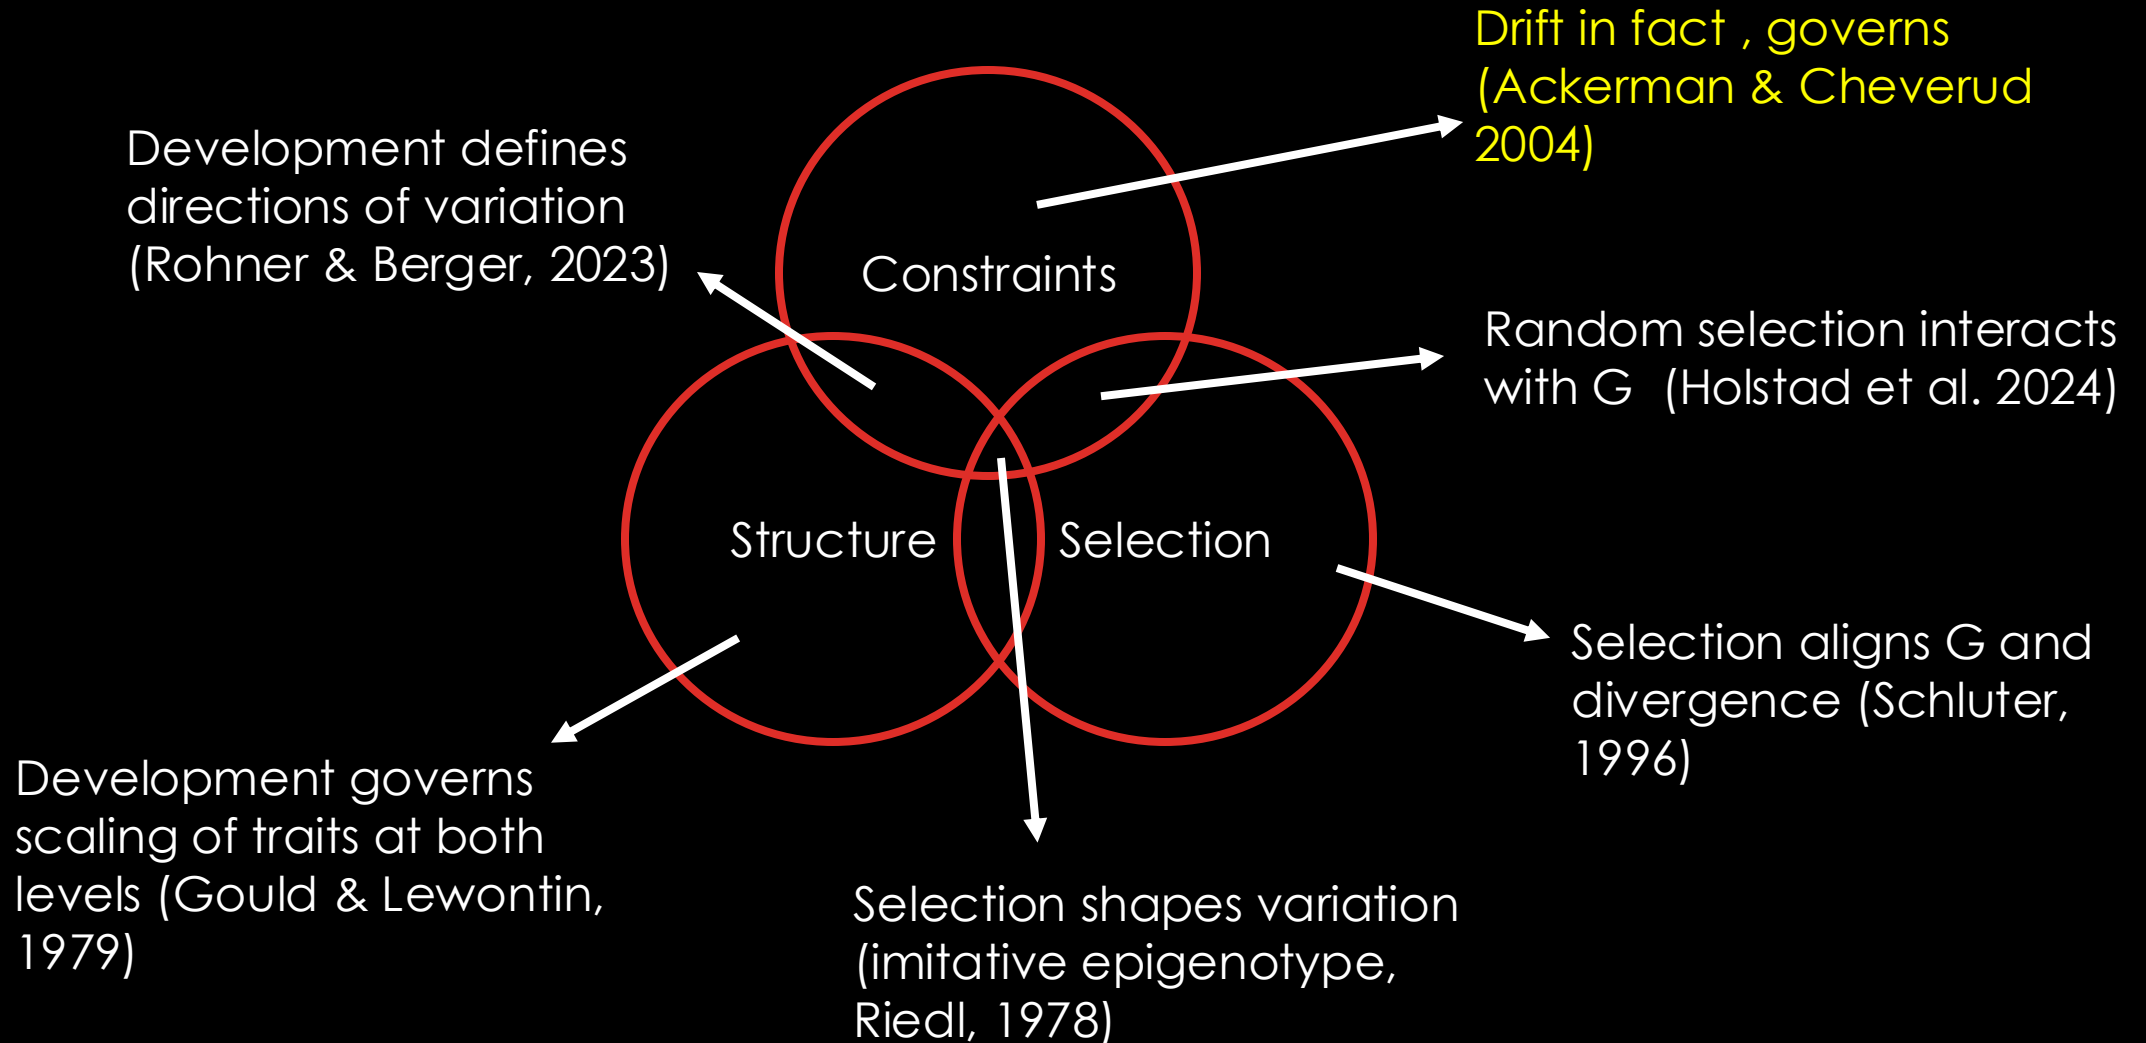 Drift in fact , governs
(Ackerman & Cheverud
2004)
Development defines
directions of variation
(Rohner & Berger, 2023)
Constraints
Random selection interacts
with G (Holstad et al. 2024)
Structure
Selection
Selection aligns G and
divergence (Schluter,
1996)
Development governs
scaling of traits at both
levels (Gould & Lewontin,
1979)
Selection shapes variation
(imitative epigenotype,
Riedl, 1978)